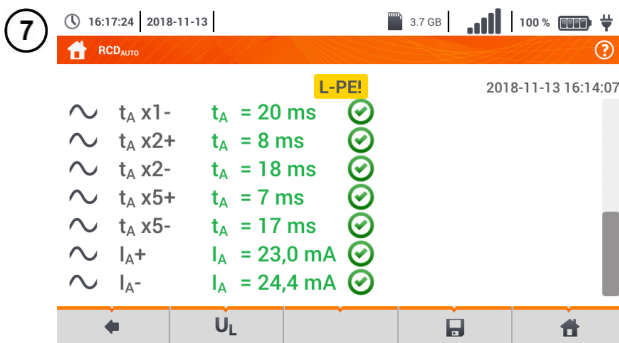 7
16:17:24 2018-11-13 3.7 GB 100 %
RCDAUTO ?
L-PE! 2018-11-13 16:14:07
tA x1- tA = 20 ms
tA x2+ tA = 8 ms
tA x2- tA = 18 ms
tA x5+ tA = 7 ms
tA x5- tA = 17 ms
IA+ IA = 23,0 mA
IA- IA = 24,4 mA
UL